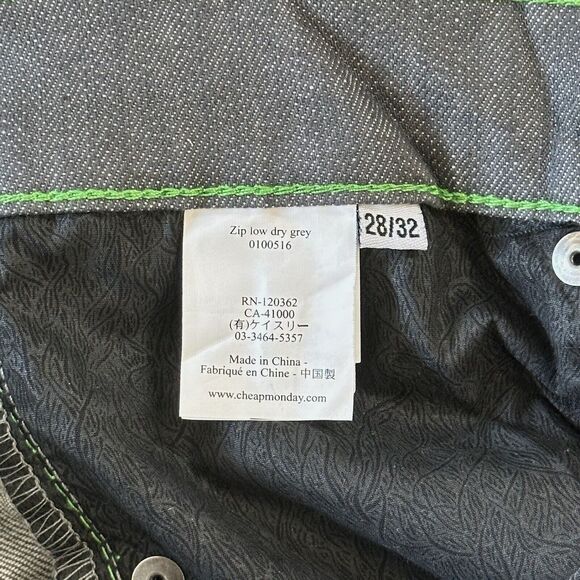 Zip low dry grey
0100516
28/32
RN-120362
CA-41000
(有)ケイスリー
03-3464-5357
Made in China -
Fabriqué en Chine - 中国製
www.cheapmonday.com